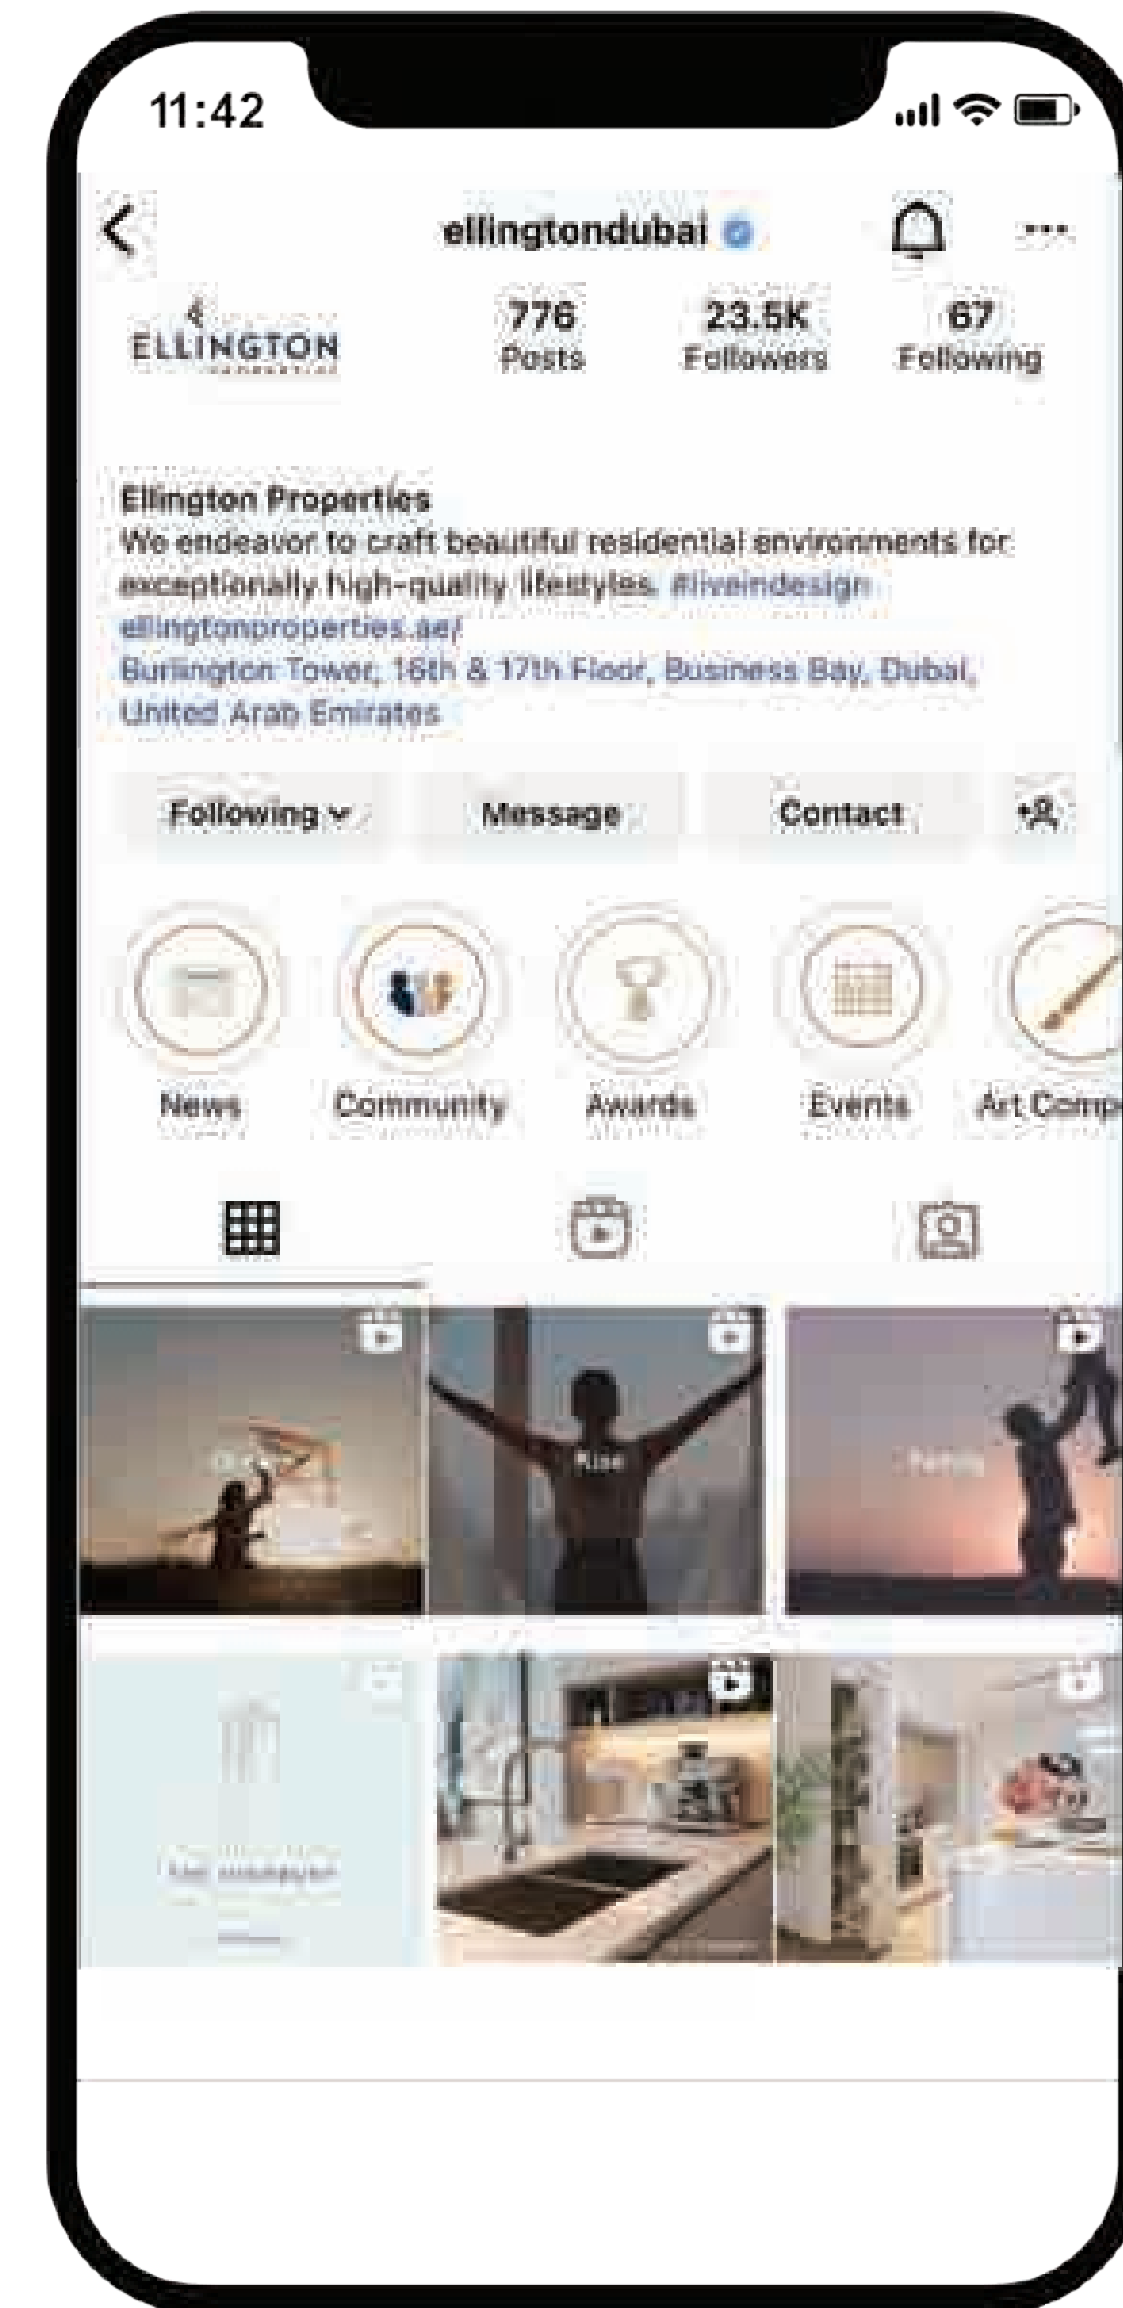 11:42
ellingtondubai
776
23.5K
67
ELLINGTON
Posts
Followers
Following
Ellington Properties
We endeavor to craft beautiful residential environments for
exceptionally high-quality lifestyles. #liveindesign
ellingtonproperties.ae/
Burlington Tower, 16th & 17th Floor, Business Bay, Dubai,
United Arab Emirates
Following
Message
Contact
News
Community
Awards
Events
Art Comp
Rise